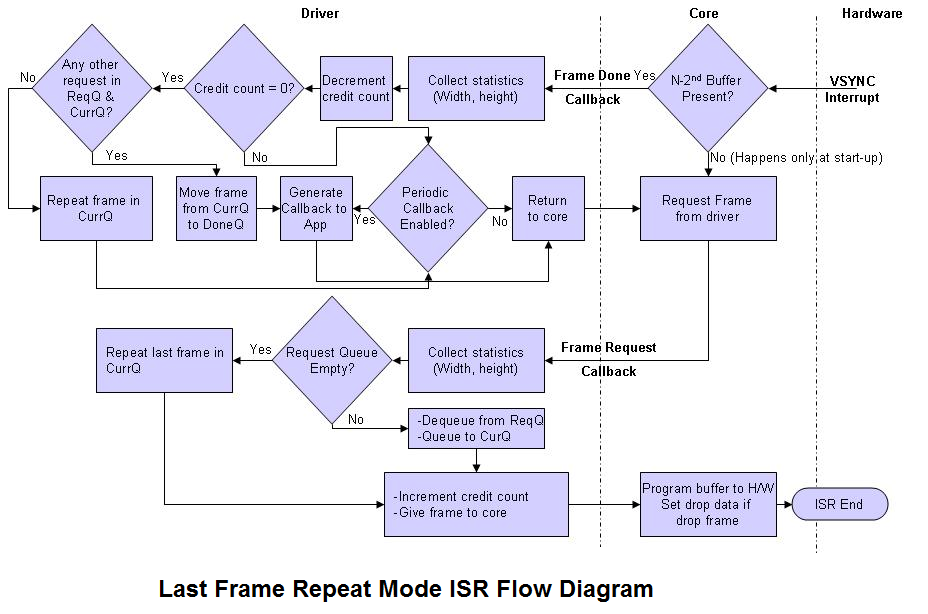 Driver
Core
Hardware
Any other
request in
ReqQ &
CurrQ?
No
Yes
Credit count = 0?
Decrement
credit count
Collect statistics
(Width, height)
Frame Done
Callback
Yes
N-2nd Buffer
Present?
VSYNC
Interrupt
Yes
No
No (Happens only at start-up)
Repeat frame in
CurrQ
Move frame
from CurrQ
to DoneQ
Generate
Callback to
App
Yes
Periodic
Callback
Enabled?
No
Return
to core
Request Frame
from driver
Repeat last frame in
CurrQ
Yes
Request Queue
Empty?
Collect statistics
(Width, height)
Frame Request
Callback
No
-Dequeue from ReqQ
-Queue to CurQ
-Increment credit count
-Give frame to core
Program buffer to H/W
Set drop data if
drop frame
ISR End
Last Frame Repeat Mode ISR Flow Diagram